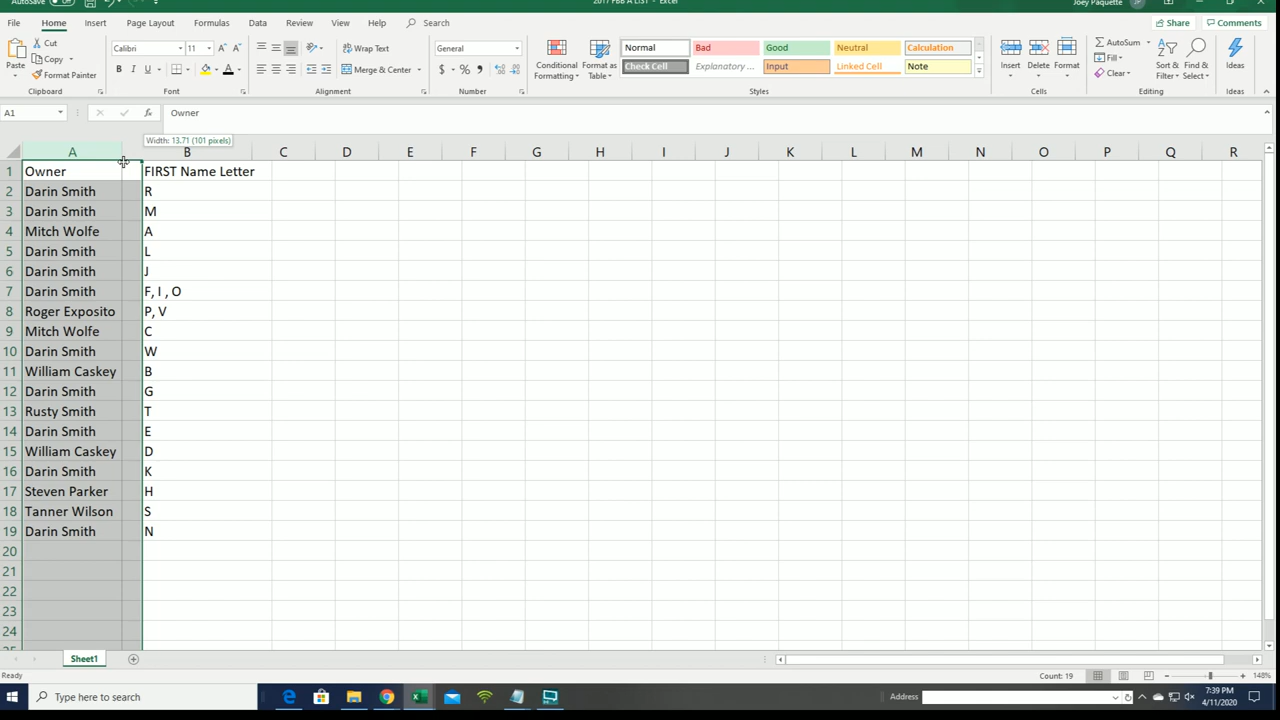 AutoSave Off 2017 FBB A LIST - Excel Joey Paquette JP
File Home Insert Page Layout Formulas Data Review View Help Search Share Comments
Cut
Copy
Format Painter
Paste
Clipboard
Calibri 11
B I U
Font
Wrap Text
Merge & Center
Alignment
General
$ % ,
Number
Conditional Formatting
Format as Table
Normal Bad Good Neutral Calculation
Check Cell Explanatory ... Input Linked Cell Note
Styles
Insert Delete Format
Cells
AutoSum
Fill
Clear
Sort & Filter
Find & Select
Editing
Ideas
Ideas
A1 Owner
Width: 13.71 (101 pixels)
A B C D E F G H I J K L M N O P Q R
1 Owner FIRST Name Letter
2 Darin Smith R
3 Darin Smith M
4 Mitch Wolfe A
5 Darin Smith L
6 Darin Smith J
7 Darin Smith F, I , O
8 Roger Exposito P, V
9 Mitch Wolfe C
10 Darin Smith W
11 William Caskey B
12 Darin Smith G
13 Rusty Smith T
14 Darin Smith E
15 William Caskey D
16 Darin Smith K
17 Steven Parker H
18 Tanner Wilson S
19 Darin Smith N
20
21
22
23
24
25
Sheet1
Ready Count: 19 148%
Type here to search Address 7:39 PM
4/11/2020